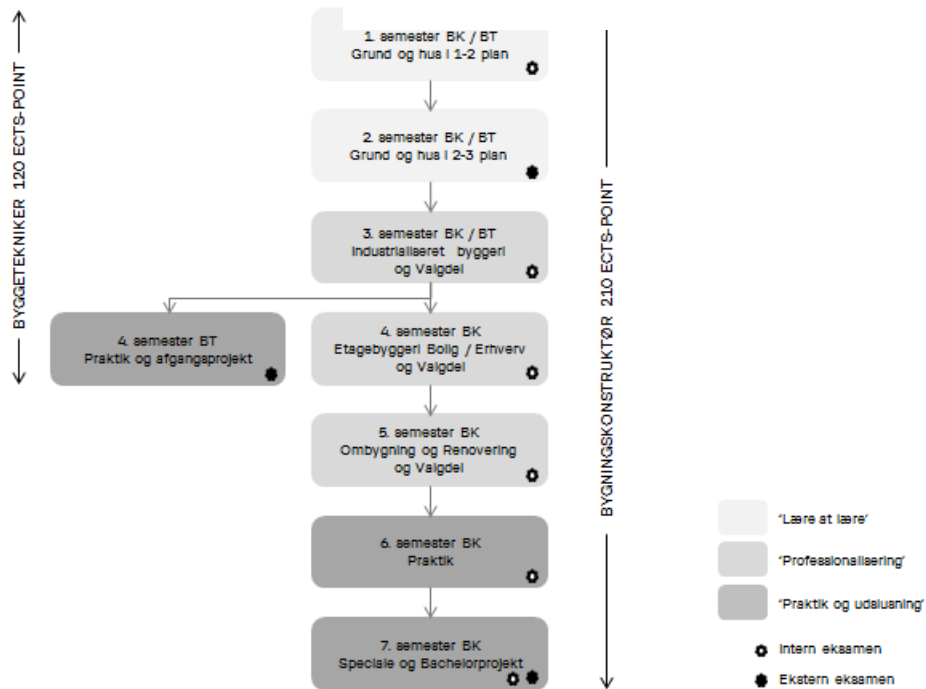 BYGGETEKNIKER 120 ECTS-POINT
1. semester BK / BT
Grund og hus i 1-2 plan
2. semester BK / BT
Grund og hus i 2-3 plan
3. semester BK / BT
Industrialiseret byggeri
og Valgdel
4. semester BT
Praktik og afgangsprojekt
4. semester BK
Etagebyggeri Bolig / Erhverv
og Valgdel
5. semester BK
Ombygning og Renovering
og Valgdel
6. semester BK
Praktik
7. semester BK
Speciale og Bachelorprojekt
BYGNINGSKONSTRUKTØR 210 ECTS-POINT
"Lære at lære"
"Professionalisering"
"Praktik og udslusning"
Intern eksamen
Ekstern eksamen